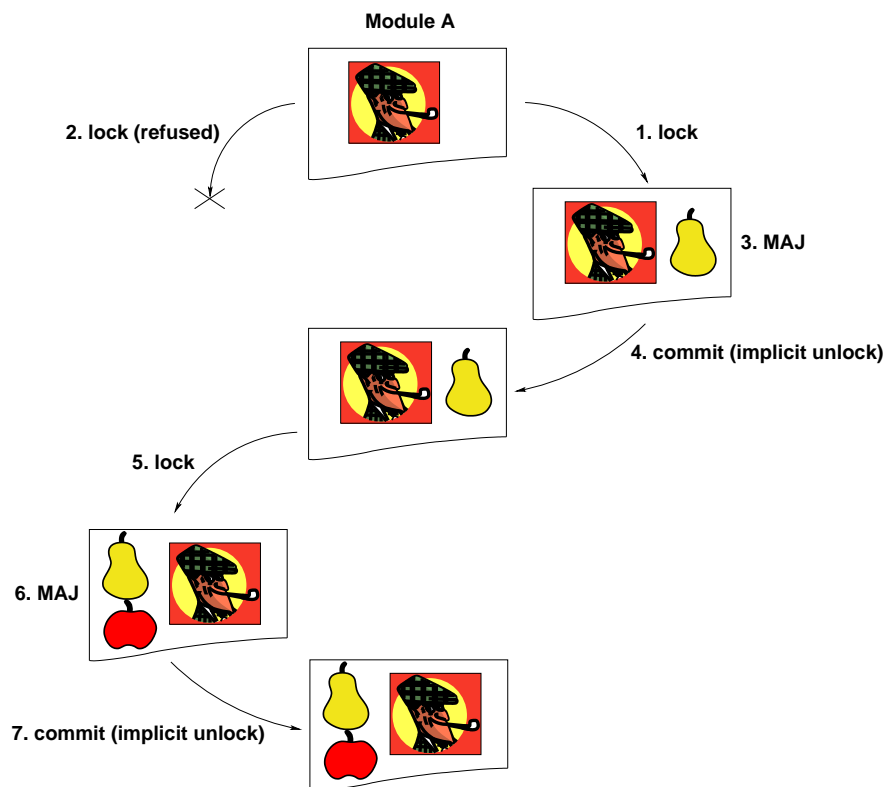 Module A
2. lock (refused)
1. lock
3. MAJ
4. commit (implicit unlock)
5. lock
6. MAJ
7. commit (implicit unlock)